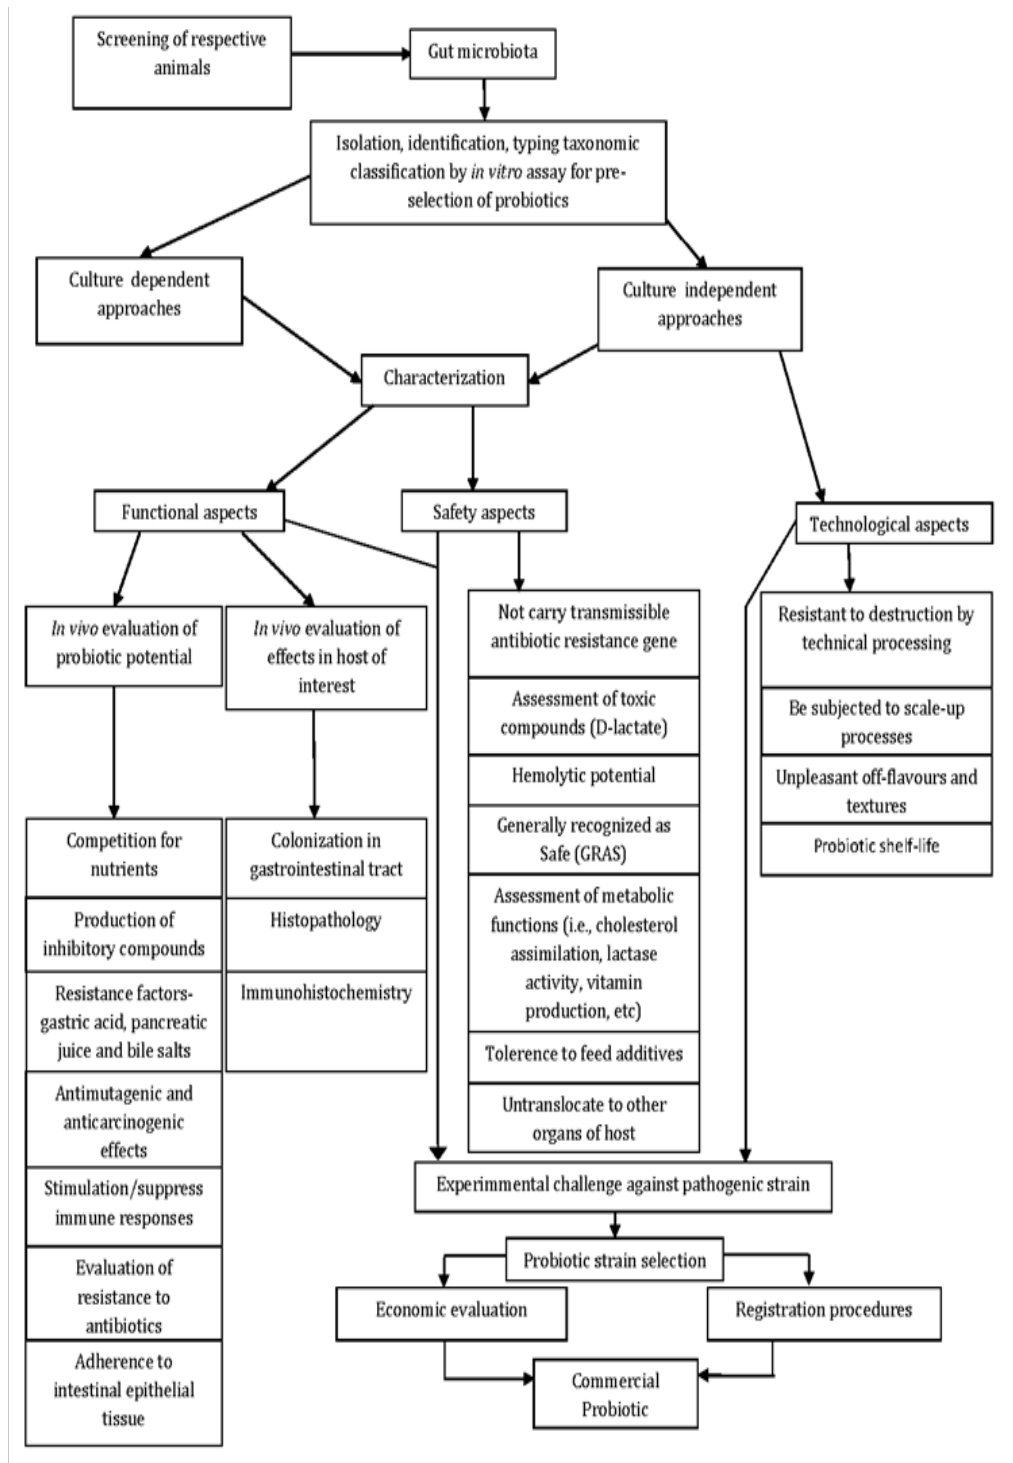 Screening of respective
animals
Gut microbiota
Isolation, identification, typing taxonomic
classification by in vitro assay for pre-
selection of probiotics
Culture dependent
approaches
Culture independent
approaches
Characterization
Functional aspects
Safety aspects
Technological aspects
In vivo evaluation of
probiotic potential
In vivo evaluation of
effects in host of
interest
Competition for
nutrients
Production of
inhibitory compounds
Resistance factors-
gastric acid, pancreatic
juice and bile salts
Antimutagenic and
anticarcinogenic
effects
Stimulation/suppress
immune responses
Evaluation of
resistance to
antibiotics
Adherence to
intestinal epithelial
tissue
Colonization in
gastrointestinal tract
Histopathology
Immunohistochemistry
Not carry transmissible
antibiotic resistance gene
Assessment of toxic
compounds (D-lactate)
Hemolytic potential
Generally recognized as
Safe (GRAS)
Assessment of metabolic
functions (i.e., cholesterol
assimilation, lactase
activity, vitamin
production, etc)
Tolerence to feed additives
Untranslocate to other
organs of host
Resistant to destruction by
technical processing
Be subjected to scale-up
processes
Unpleasant off-flavours and
textures
Probiotic shelf-life
Experimmental challenge against pathogenic strain
Probiotic strain selection
Economic evaluation
Registration procedures
Commercial
Probiotic